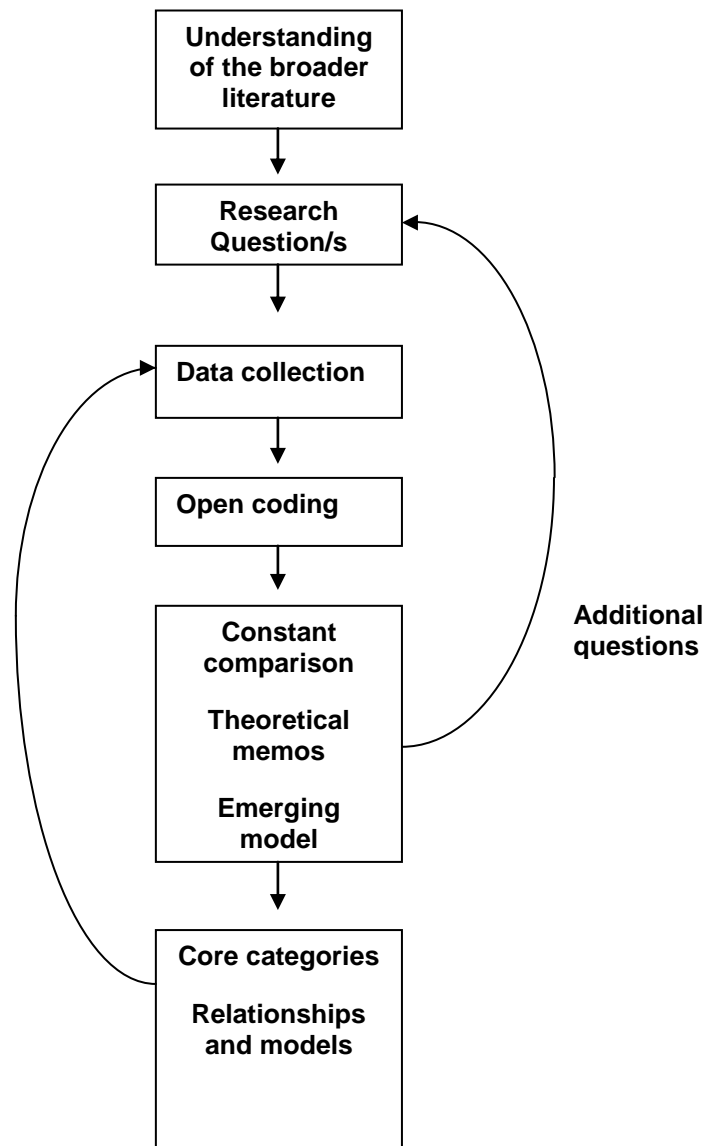 Understanding
of the broader
literature
Research
Question/s
Data collection
Open coding
Constant
comparison
Theoretical
memos
Emerging
model
Additional
questions
Core categories
Relationships
and models